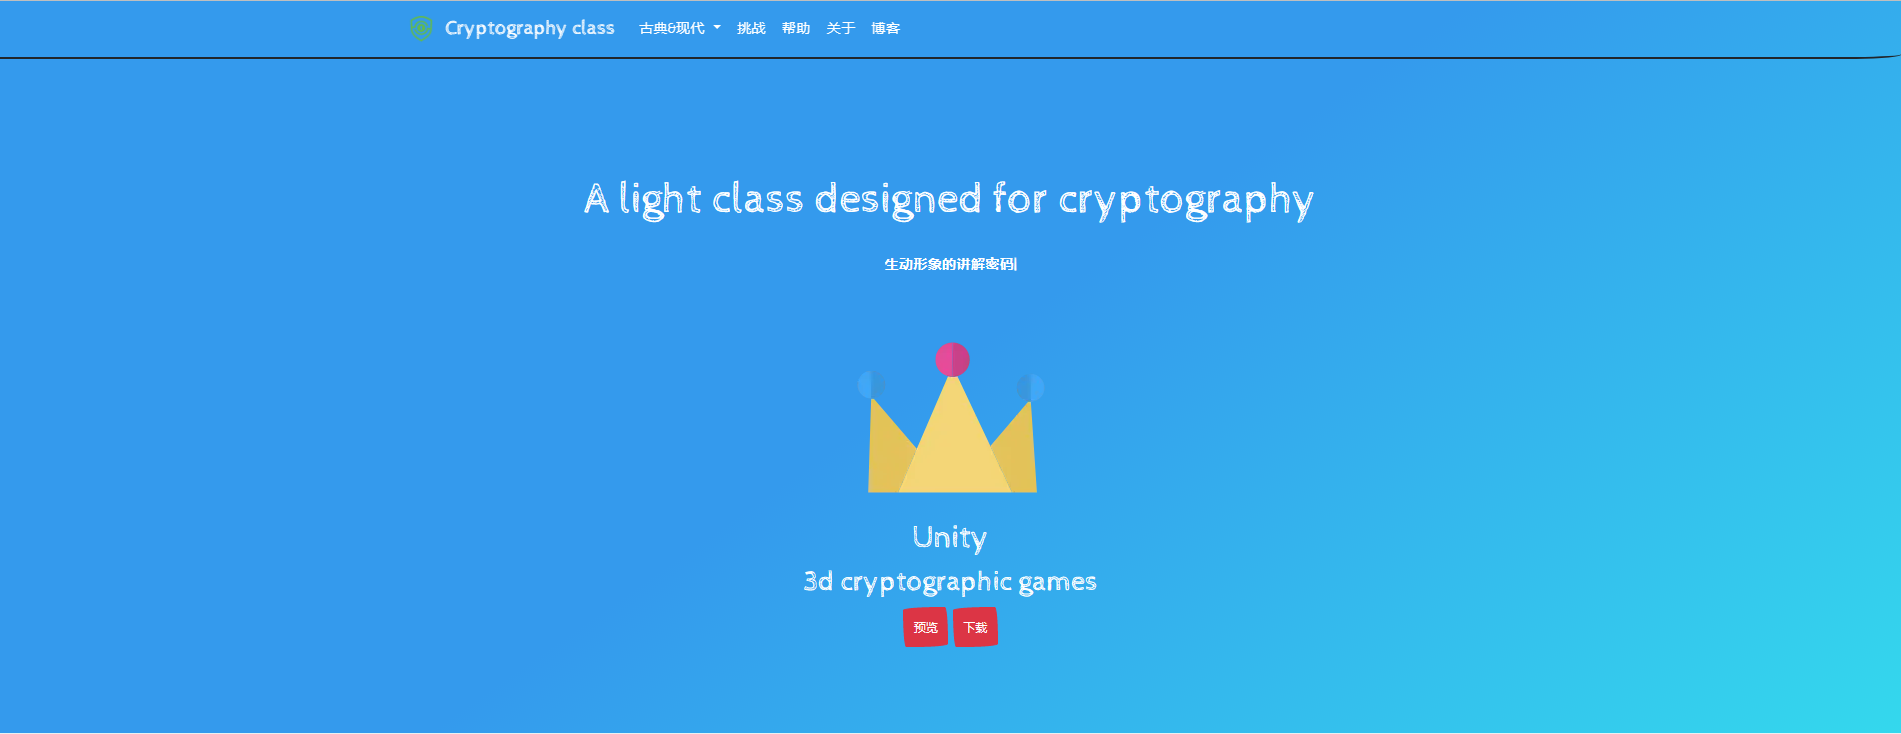 Cryptography class 古典&现代 挑战 帮助 关于 博客
A light class designed for cryptography
生动形象的讲解密码|
Unity
3d cryptographic games
预览 下载